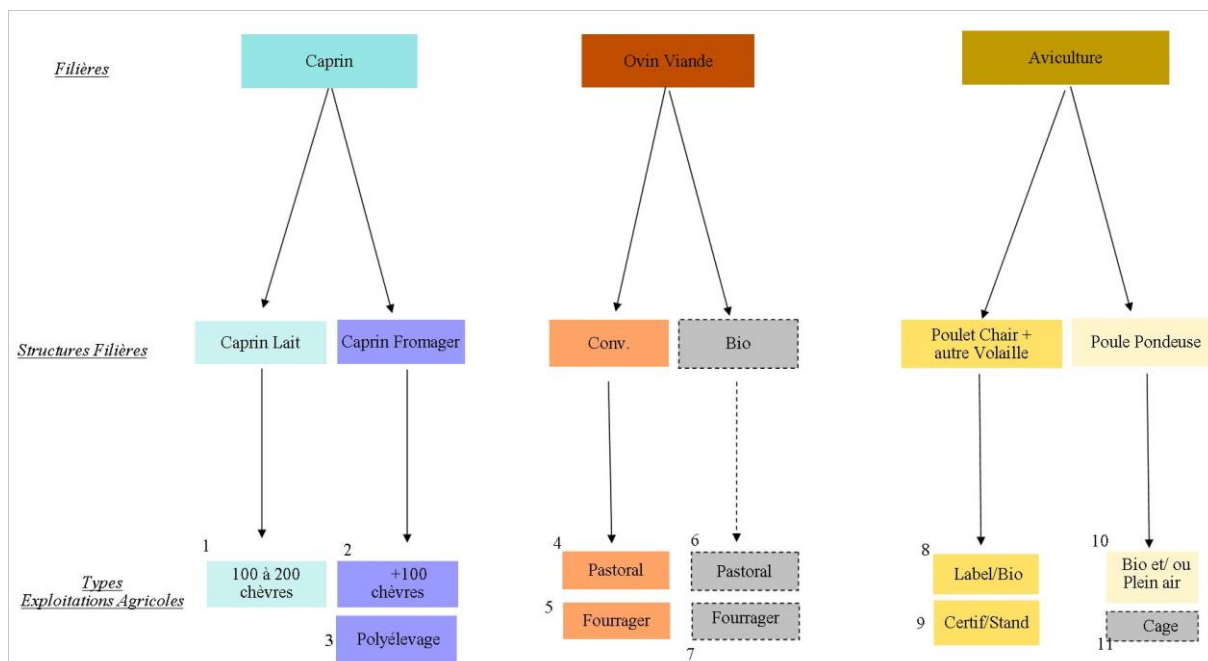 Filières
Caprin
Ovin Viande
Aviculture
Structures Filières
Caprin Lait
Caprin Fromager
Conv.
Bio
Poulet Chair +
autre Volaille
Poule Pondeuse
Types
Exploitations Agricoles
1
100 à 200
chèvres
2
+100
chèvres
3
Polyélevage
4
Pastoral
5
Fourrager
6
Pastoral
Fourrager
7
8
Label/Bio
9
Certif/Stand
10
Bio et/ ou
Plein air
Cage
11